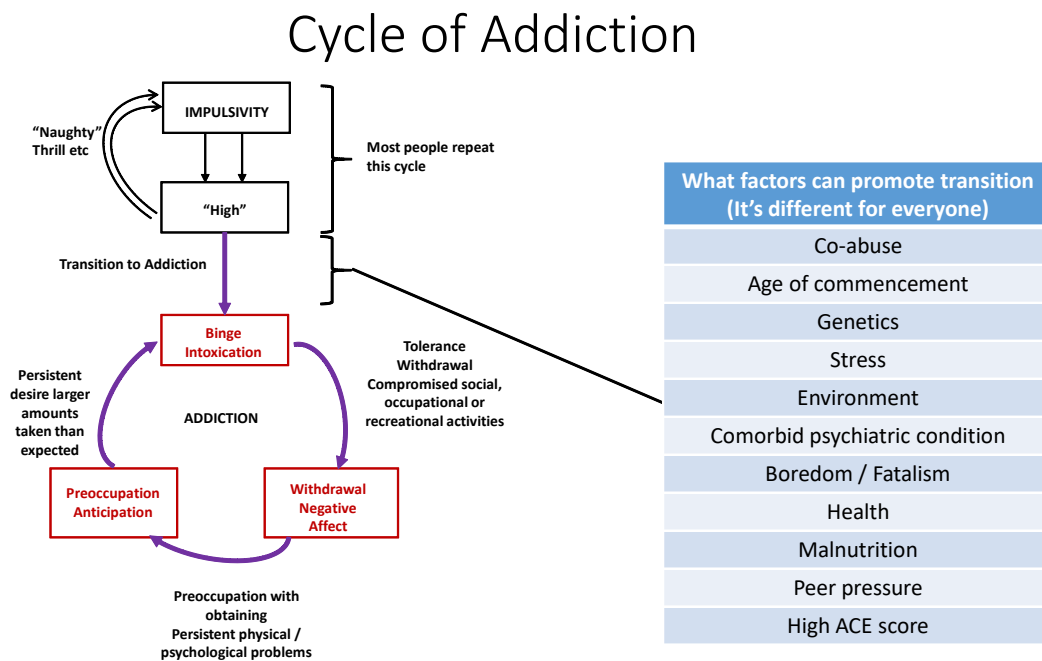 Cycle of Addiction
IMPULSIVITY
“Naughty”
Thrill etc
Most people repeat
this cycle
“High”
Transition to Addiction
Binge
Intoxication
Tolerance
Withdrawal
Compromised social,
occupational or
recreational activities
Persistent
desire larger
amounts
taken than
expected
ADDICTION
Preoccupation
Anticipation
Withdrawal
Negative
Affect
Preoccupation with
obtaining
Persistent physical /
psychological problems
What factors can promote transition
(It’s different for everyone)
Co-abuse
Age of commencement
Genetics
Stress
Environment
Comorbid psychiatric condition
Boredom / Fatalism
Health
Malnutrition
Peer pressure
High ACE score